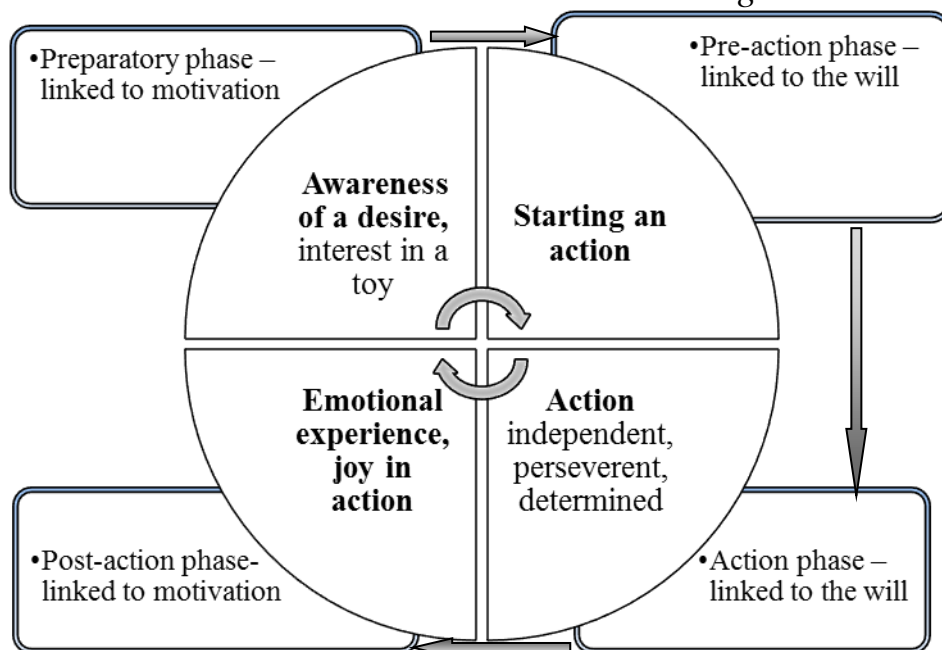 •Preparatory phase –
linked to motivation
•Pre-action phase –
linked to the will
Awareness
of a desire,
interest in a
toy
Starting an
action
Emotional
experience,
joy in
action
Action
independent,
perseverent,
determined
•Post-action phase-
linked to motivation
•Action phase –
linked to the will